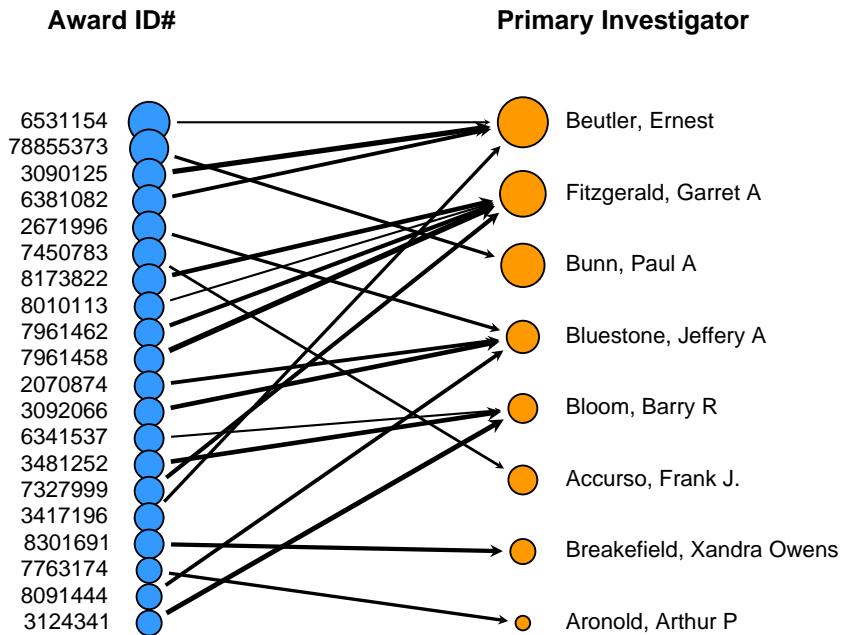 Award ID#
Primary Investigator
6531154
78855373
3090125
6381082
2671996
7450783
8173822
8010113
7961462
7961458
2070874
3092066
6341537
3481252
7327999
3417196
8301691
7763174
8091444
3124341
Beutler, Ernest
Fitzgerald, Garret A
Bunn, Paul A
Bluestone, Jeffery A
Bloom, Barry R
Accurso, Frank J.
Breakefield, Xandra Owens
Aronold, Arthur P